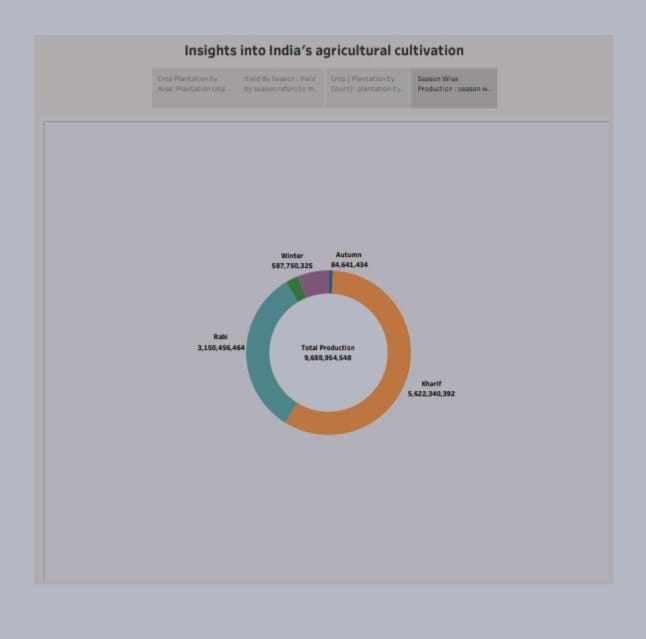 Insights into India's agricultural cultivation
Crop Plantation by
Area :Plantation crop...
Yield By Season : Yield
by season refers to m...
Crop ( Plantation by
Count) : plantation by...
Season Wise
Production : season w...
Winter
587,750,325
Autumn
84,641,434
Rabi
3,150,456,464
Total Production
9,688,954,548
Kharif
5,622,340,392